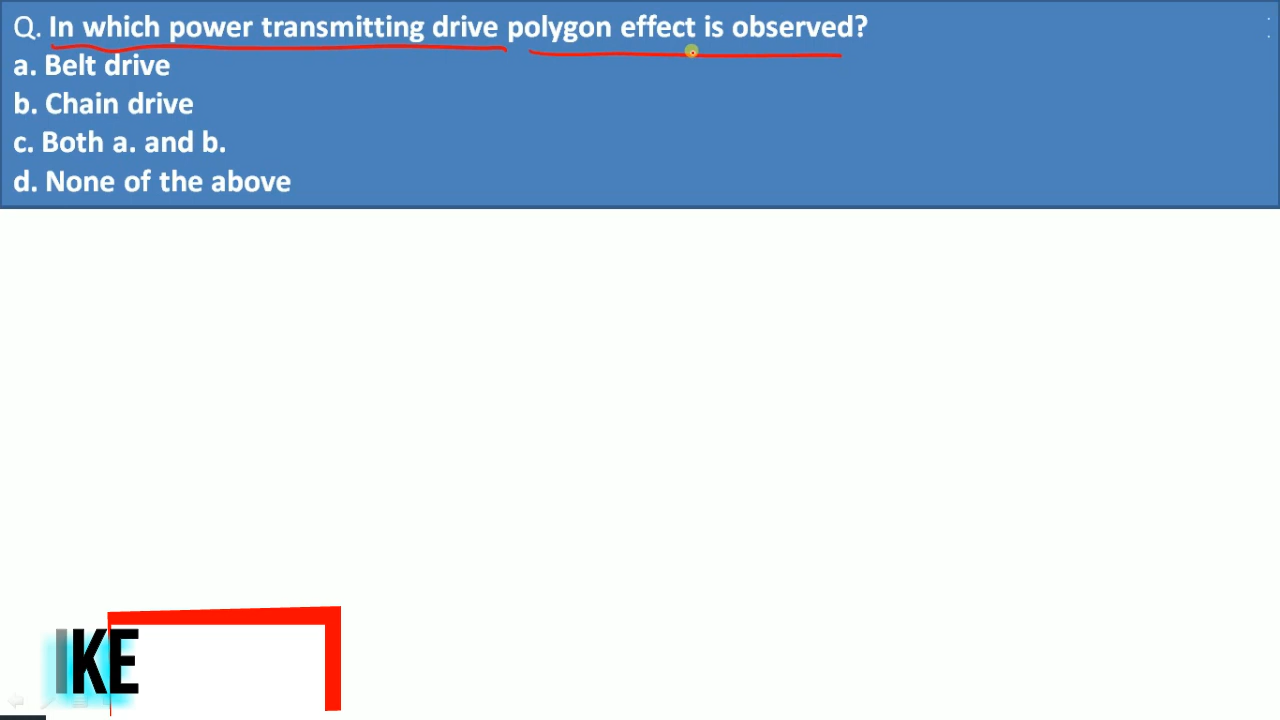 Q. In which power transmitting drive polygon effect is observed?
a. Belt drive
b. Chain drive
c. Both a. and b.
d. None of the above
IKE